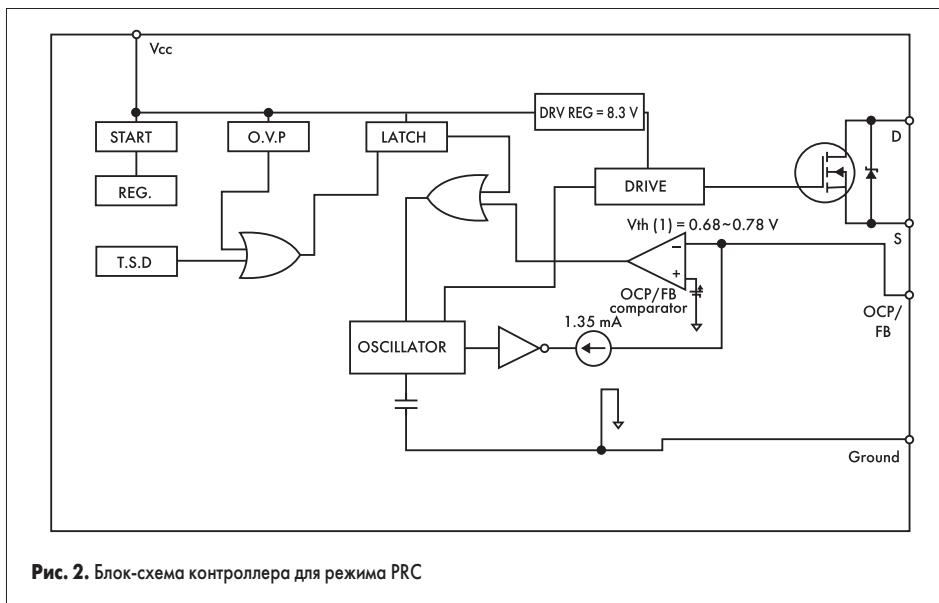 Vcc
START
O.V.P
LATCH
DRV REG = 8.3 V
D
REG.
DRIVE
Vth (1) = 0.68~0.78 V
S
T.S.D
−
+
OCP/FB
comparator
OCP/
FB
1.35 mA
OSCILLATOR
Ground
Рис. 2. Блок-схема контроллера для режима PRC